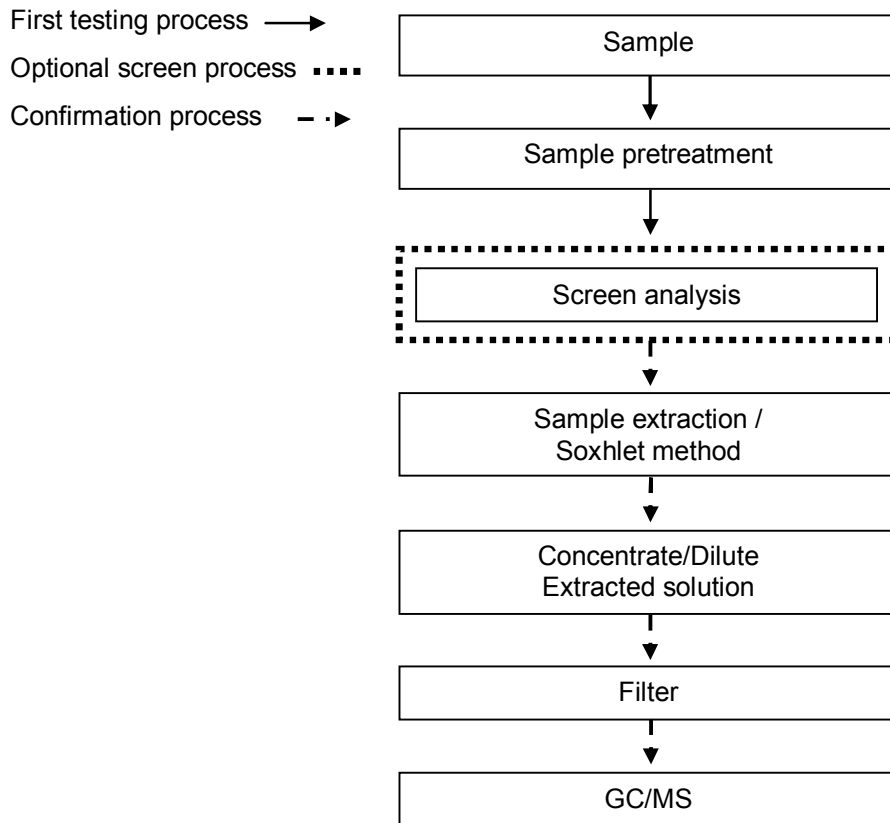 First testing process
Optional screen process
Confirmation process
Sample
Sample pretreatment
Screen analysis
Sample extraction /
Soxhlet method
Concentrate/Dilute
Extracted solution
Filter
GC/MS